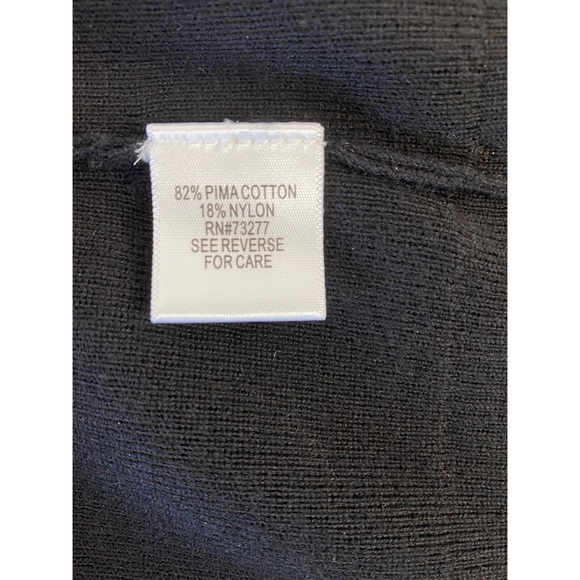 82% PIMA COTTON
18% NYLON
RN#73277
SEE REVERSE
FOR CARE